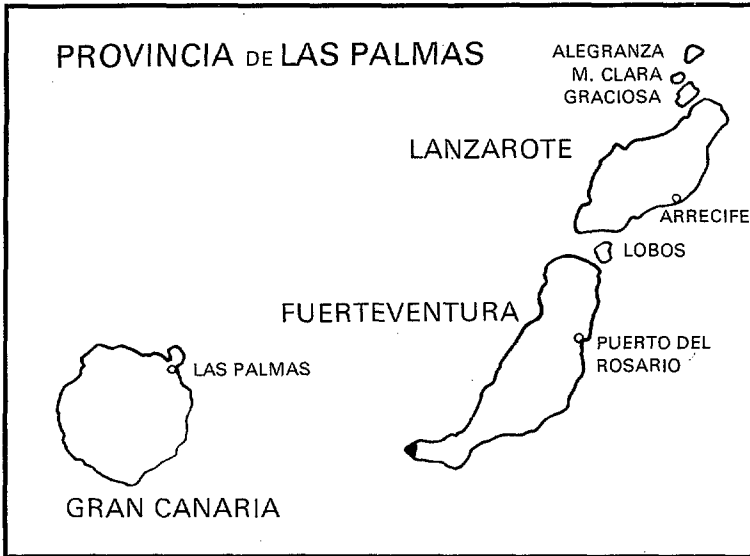 PROVINCIA DE LAS PALMAS
ALEGRANZA
M. CLARA
GRACIOSA
LANZAROTE
ARRECIFE
LOBOS
FUERTEVENTURA
PUERTO DEL
ROSARIO
LAS PALMAS
GRAN CANARIA